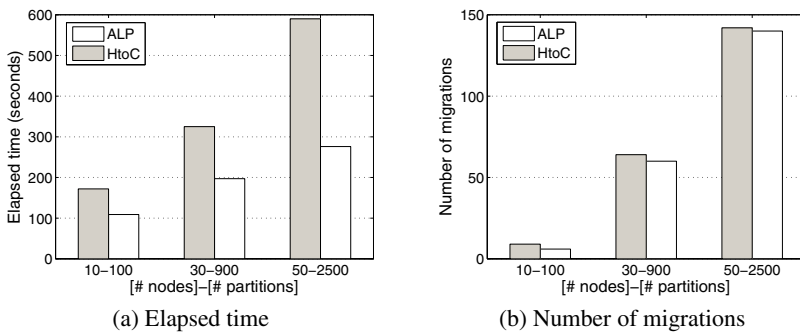 600
500
400
300
200
100
0
Elapsed time (seconds)
ALP
HtoC
10−100
30−900
50−2500
[# nodes]−[# partitions]
(a) Elapsed time
150
100
50
0
Number of migrations
ALP
HtoC
10−100
30−900
50−2500
[# nodes]−[# partitions]
(b) Number of migrations